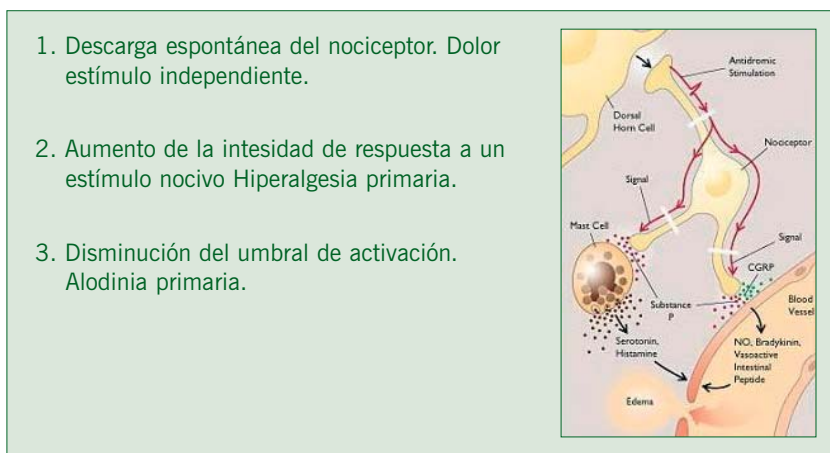 1. Descarga espontánea del nociceptor. Dolor
estímulo independiente.
2. Aumento de la intesidad de respuesta a un
estímulo nocivo Hiperalgesia primaria.
3. Disminución del umbral de activación.
Alodinia primaria.
Antidromic
Stimulation
Dorsal
Horn Cell
Nociceptor
Signal
Mast Cell
Signal
CGRP
Substance
P
Blood
Vessel
Serotonin,
Histamine
NO, Bradykinin,
Vasoactive
Intestinal
Peptide
Edema